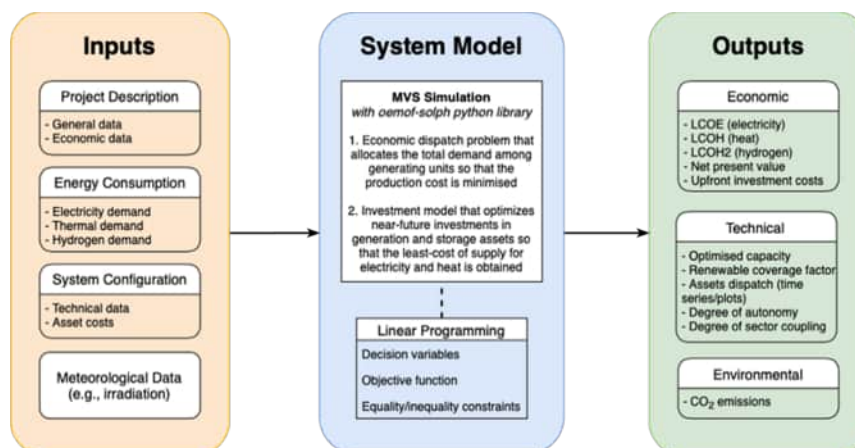 Inputs
Project Description
- General data
- Economic data
Energy Consumption
- Electricity demand
- Thermal demand
- Hydrogen demand
System Configuration
- Technical data
- Asset costs
Meteorological Data
(e.g., irradiation)
System Model
MVS Simulation
with oemof-solph python library
1. Economic dispatch problem that
allocates the total demand among
generating units so that the
production cost is minimised
2. Investment model that optimizes
near-future investments in
generation and storage assets so
that the least-cost of supply for
electricity and heat is obtained
Linear Programming
Decision variables
Objective function
Equality/inequality constraints
Outputs
Economic
- LCOE (electricity)
- LCOH (heat)
- LCOH2 (hydrogen)
- Net present value
- Upfront investment costs
Technical
- Optimised capacity
- Renewable coverage factor
- Assets dispatch (time
series/plots)
- Degree of autonomy
- Degree of sector coupling
Environmental
- CO₂ emissions